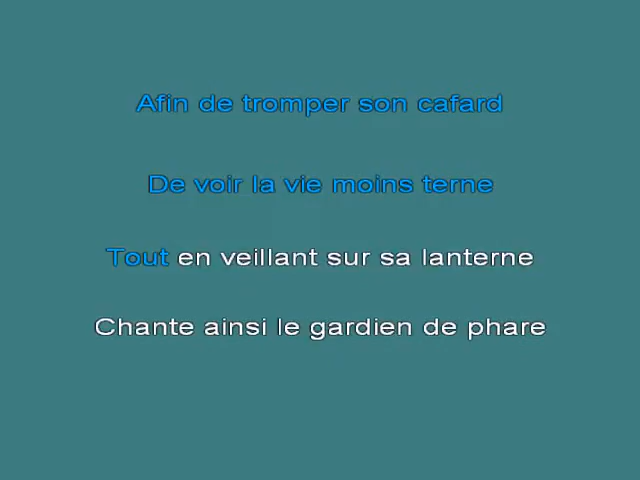 Afin de tromper son cafard
De voir la vie moins terne
Tout en veillant sur sa lanterne
Chante ainsi le gardien de phare